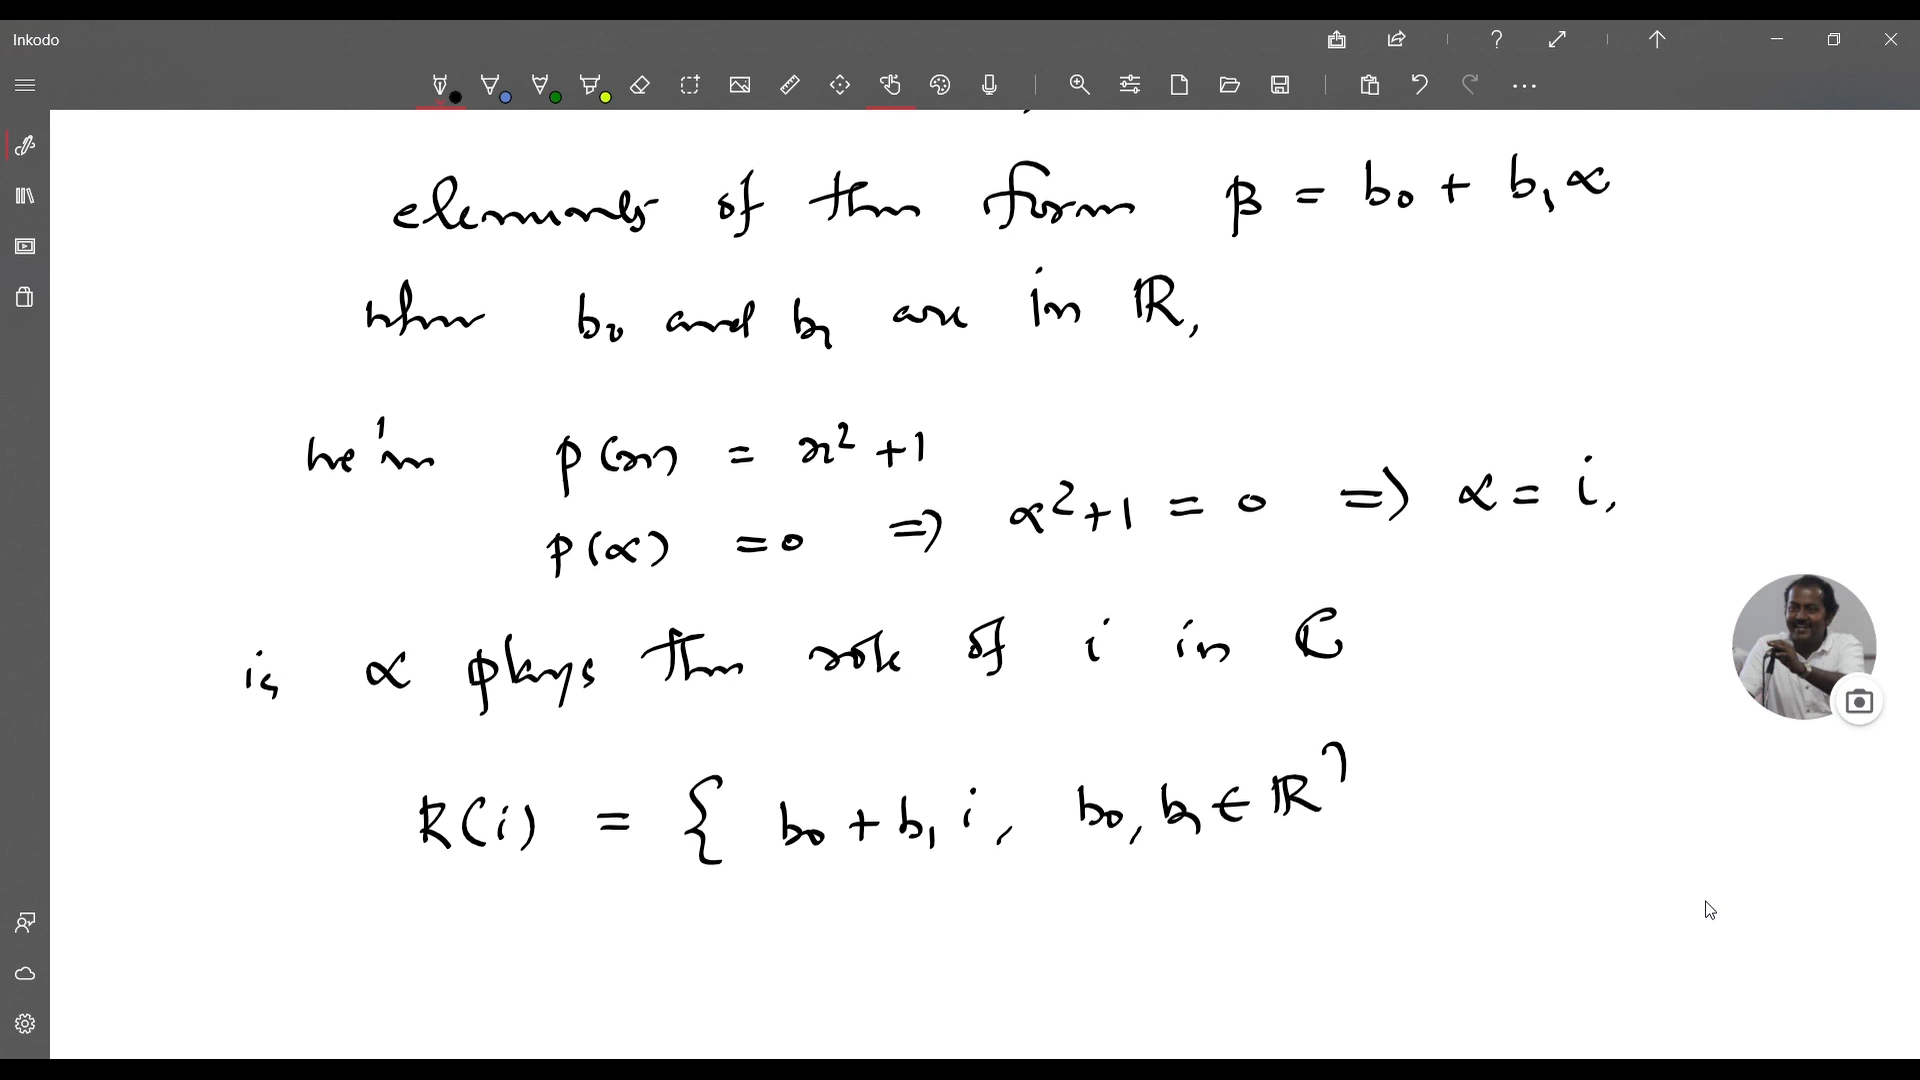 Inkodo
elements of the form β = b₀ + b₁α
where b₀ and b₁ are in ℝ,
here p(x) = x² + 1
p(α) = 0 ⇒ α² + 1 = 0 ⇒ α = i,
is α plays the role of i in ℂ
ℝ(i) = { b₀ + b₁ i, b₀, b₁ ∈ ℝ }